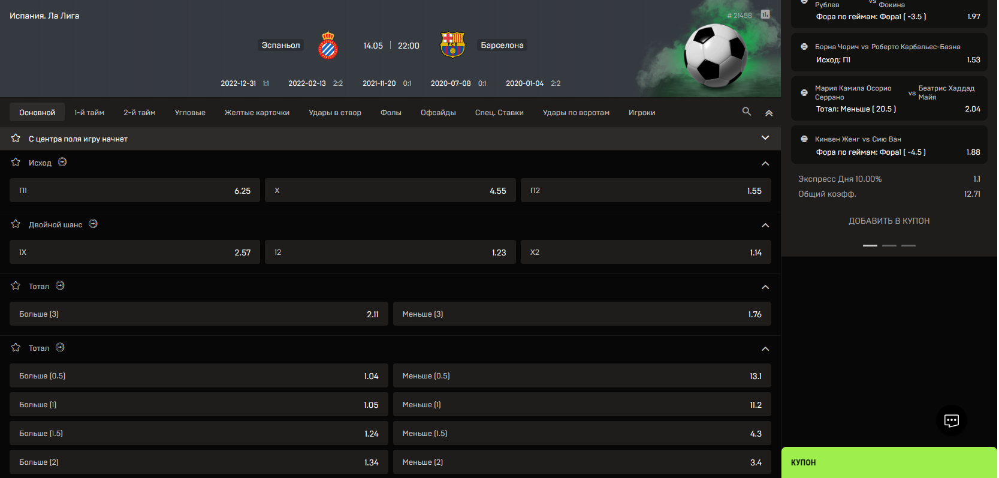 Испания. Ла Лига
# 21458
Эспаньол
14.05 | 22:00
Барселона
2022-12-31 1:1
2022-02-13 2:2
2021-11-20 0:1
2020-07-08 0:1
2020-01-04 2:2
Основной
1-й тайм
2-й тайм
Угловые
Желтые карточки
Удары в створ
Фолы
Офсайды
Спец. Ставки
Удары по воротам
Игроки
С центра поля игру начнет
Исход
П1 6.25
X 4.55
П2 1.55
Двойной шанс
1X 2.57
12 1.23
X2 1.14
Тотал
Больше (3) 2.11
Меньше (3) 1.76
Тотал
Больше (0.5) 1.04
Меньше (0.5) 13.1
Больше (1) 1.05
Меньше (1) 11.2
Больше (1.5) 1.24
Меньше (1.5) 4.3
Больше (2) 1.34
Меньше (2) 3.4
Рублев vs Фокина
Фора по геймам: Фора1 ( -3.5 ) 1.97
Борна Чорич vs Роберто Карбальес-Баэна
Исход: П1 1.53
Мария Камила Осорио
Серрано
vs
Беатрис Хаддад
Майя
Тотал: Меньше ( 20.5 ) 2.04
Кинвен Женг vs Сию Ван
Фора по геймам: Фора1 ( -4.5 ) 1.88
Экспресс Дня 10.00% 1.1
Общий коэфф. 12.71
ДОБАВИТЬ В КУПОН
КУПОН